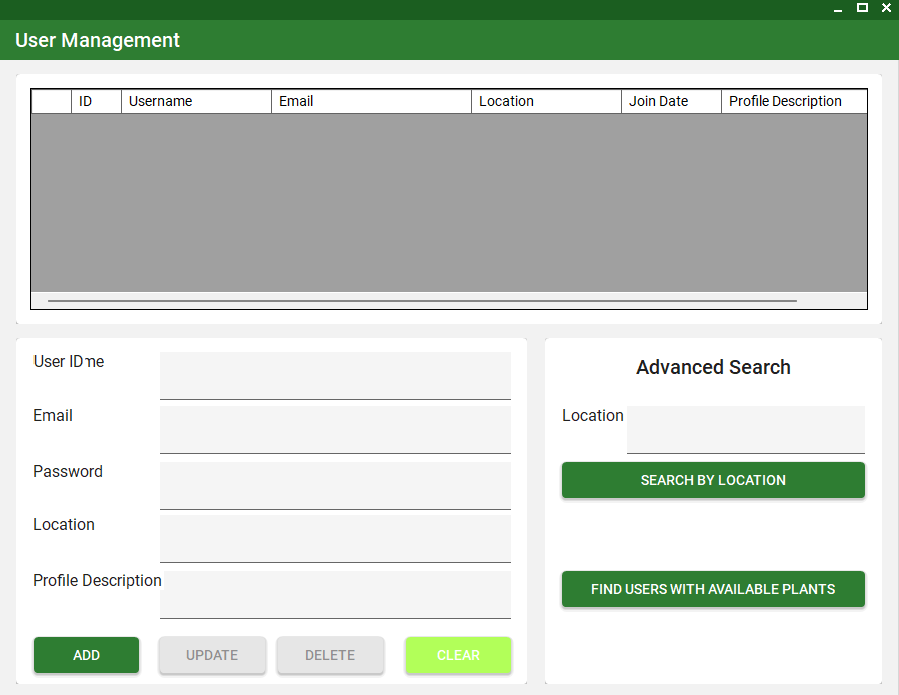 User Management
ID Username Email Location Join Date Profile Description
User IDme
Email
Password
Location
Profile Description
ADD UPDATE DELETE CLEAR
Advanced Search
Location
SEARCH BY LOCATION
FIND USERS WITH AVAILABLE PLANTS